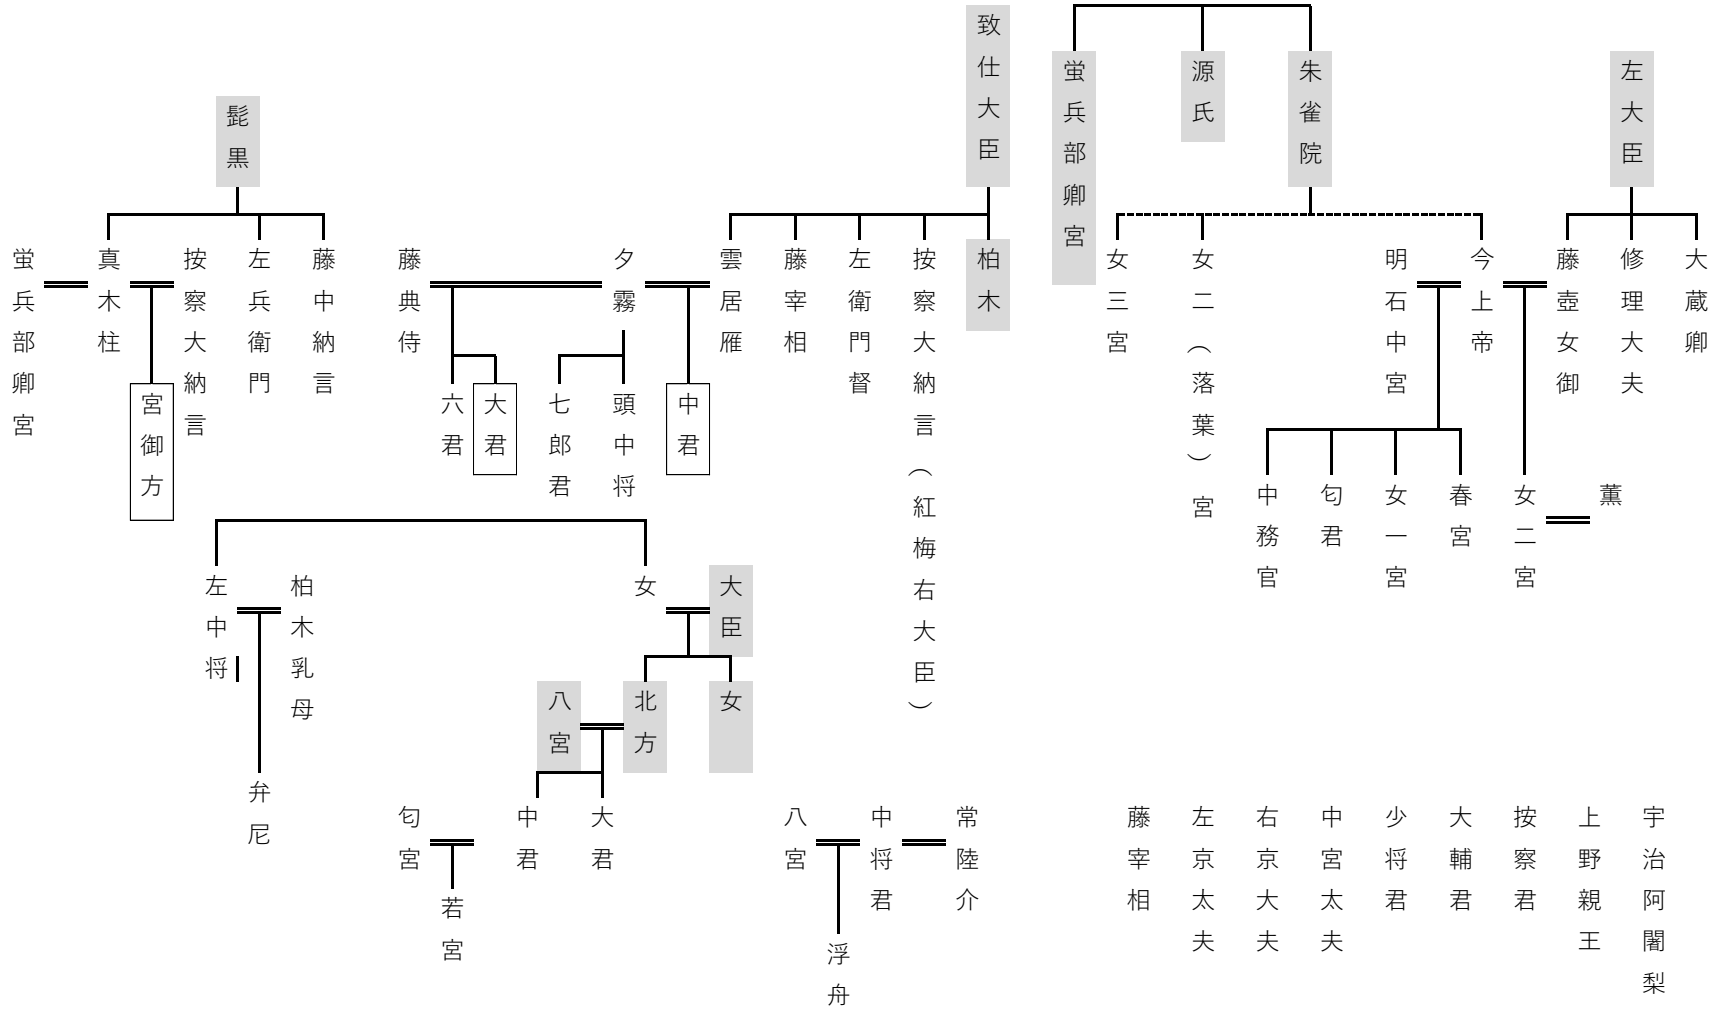 左大臣
朱雀院
源氏
蛍兵部卿宮
致仕大臣
髭黒
大蔵卿
修理大夫
藤壺女御
今上帝
明石中宮
女二(落葉)宮
女三宮
柏木
按察大納言(紅梅右大臣)
左衛門督
藤宰相
雲居雁
夕霧
藤典侍
藤中納言
左兵衛門
按察大納言
真木柱
蛍兵部卿宮
中君
頭中将
七郎君
大君
六君
宮御方
薫
女二宮
春宮
女一宮
匂君
中務官
大臣
女
柏木乳母
左中将
女
北方
八宮
弁尼
宇治阿闍梨
上野親王
按察君
大輔君
少将君
中宮太夫
右京大夫
左京太夫
藤宰相
常陸介
中将君
八宮
大君
中君
匂宮
若宮
浮舟